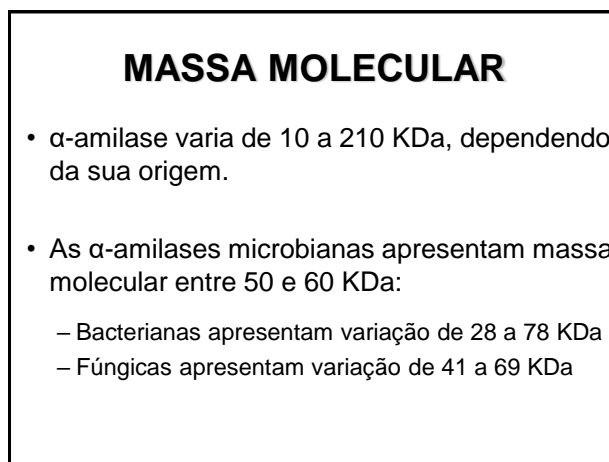 MASSA MOLECULAR
• α-amilase varia de 10 a 210 KDa, dependendo
da sua origem.
• As α-amilases microbianas apresentam massa
molecular entre 50 e 60 KDa:
– Bacterianas apresentam variação de 28 a 78 KDa
– Fúngicas apresentam variação de 41 a 69 KDa